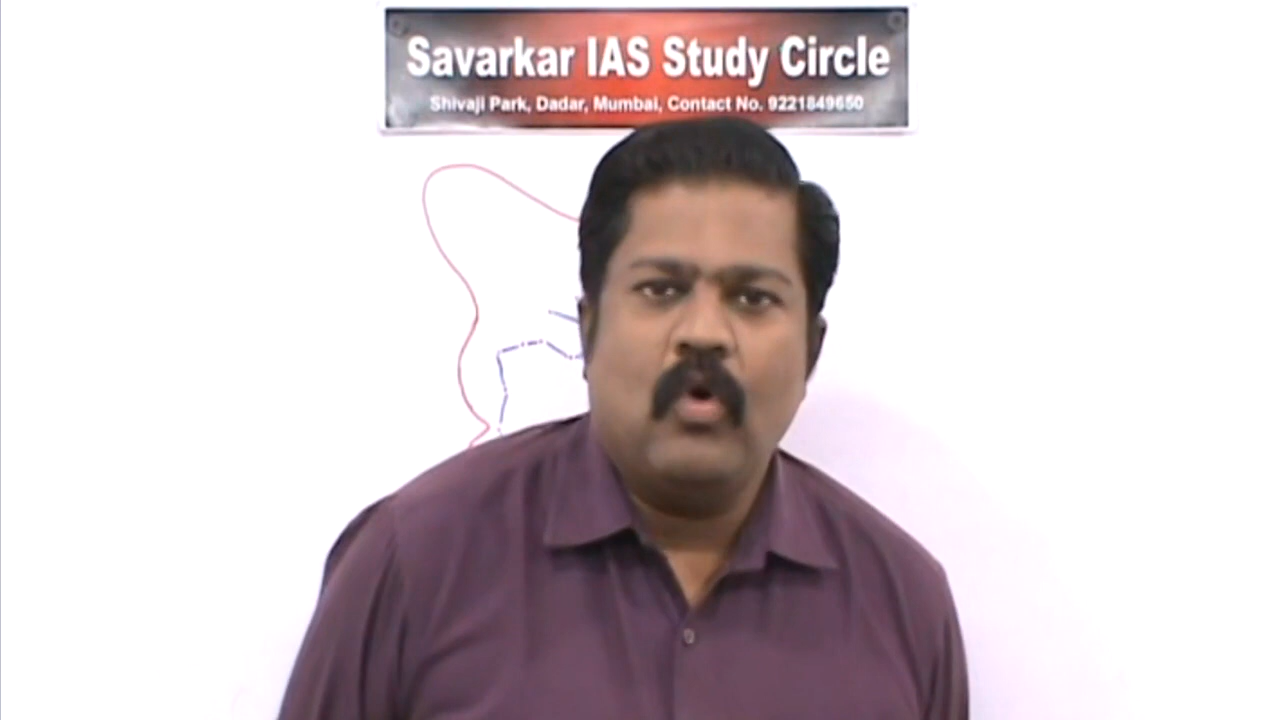 Savarkar IAS Study Circle
Shivaji Park, Dadar, Mumbai, Contact No. 9221849650